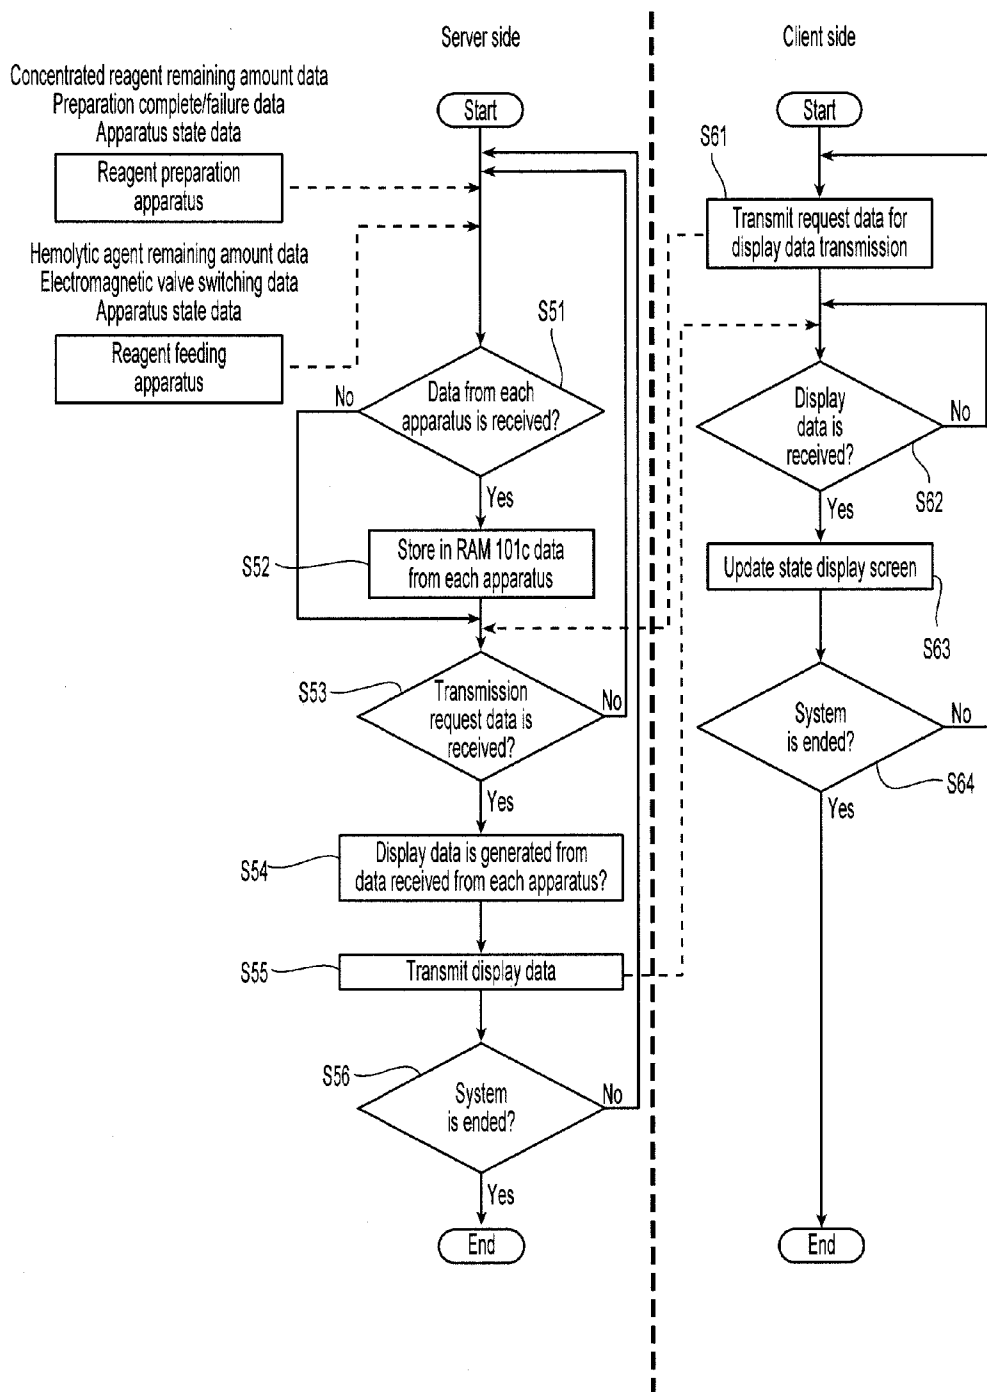 Server side
Concentrated reagent remaining amount data
Preparation complete/failure data
Apparatus state data
Reagent preparation
apparatus
Hemolytic agent remaining amount data
Electromagnetic valve switching data
Apparatus state data
Reagent feeding
apparatus
Start
S51
Data from each
apparatus is received?
No
Yes
S52
Store in RAM 101c data
from each apparatus
S53
Transmission
request data is
received?
No
Yes
S54
Display data is generated from
data received from each apparatus?
S55
Transmit display data
S56
System
is ended?
No
Yes
End
Client side
Start
S61
Transmit request data for
display data transmission
Display
data is
received?
No
S62
Yes
Update state display screen
S63
System
is ended?
No
S64
Yes
End